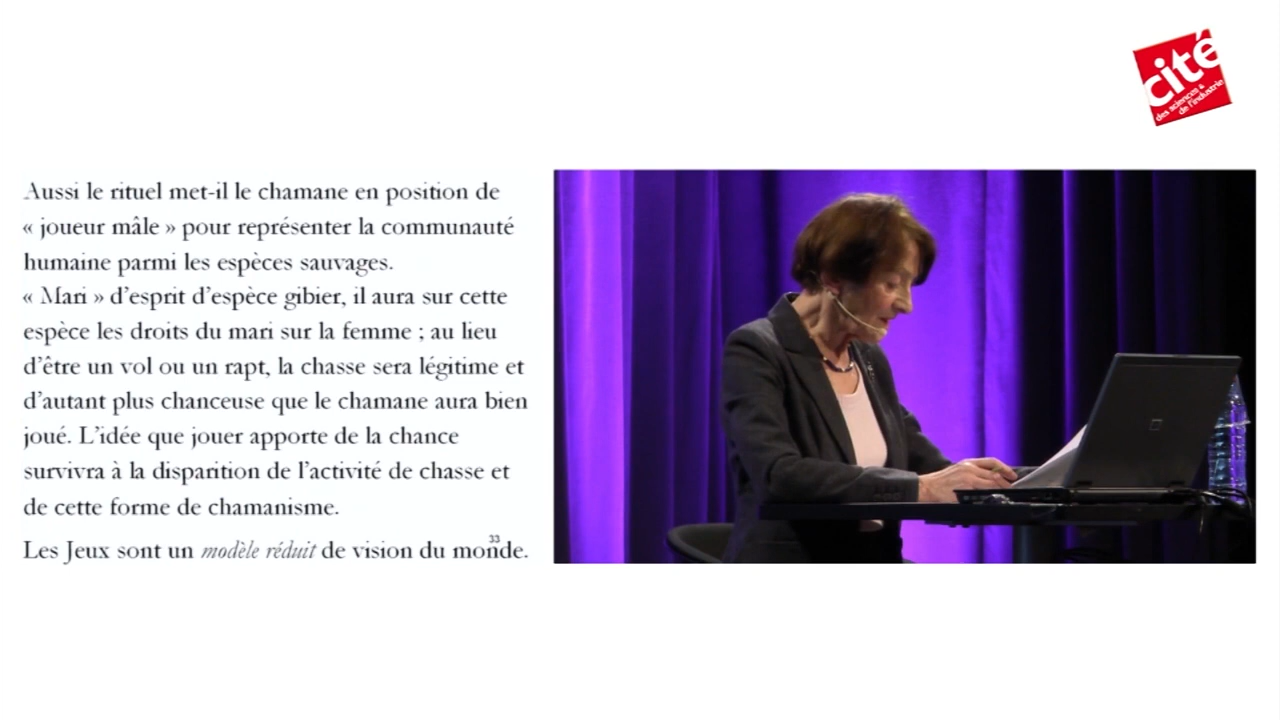 cité
des sciences &
de l'industrie
Aussi le rituel met-il le chamane en position de
« joueur mâle » pour représenter la communauté
humaine parmi les espèces sauvages.
« Mari » d'esprit d'espèce gibier, il aura sur cette
espèce les droits du mari sur la femme ; au lieu
d'être un vol ou un rapt, la chasse sera légitime et
d'autant plus chanceuse que le chamane aura bien
joué. L'idée que jouer apporte de la chance
survivra à la disparition de l'activité de chasse et
de cette forme de chamanisme.
33
Les Jeux sont un modèle réduit de vision du monde.